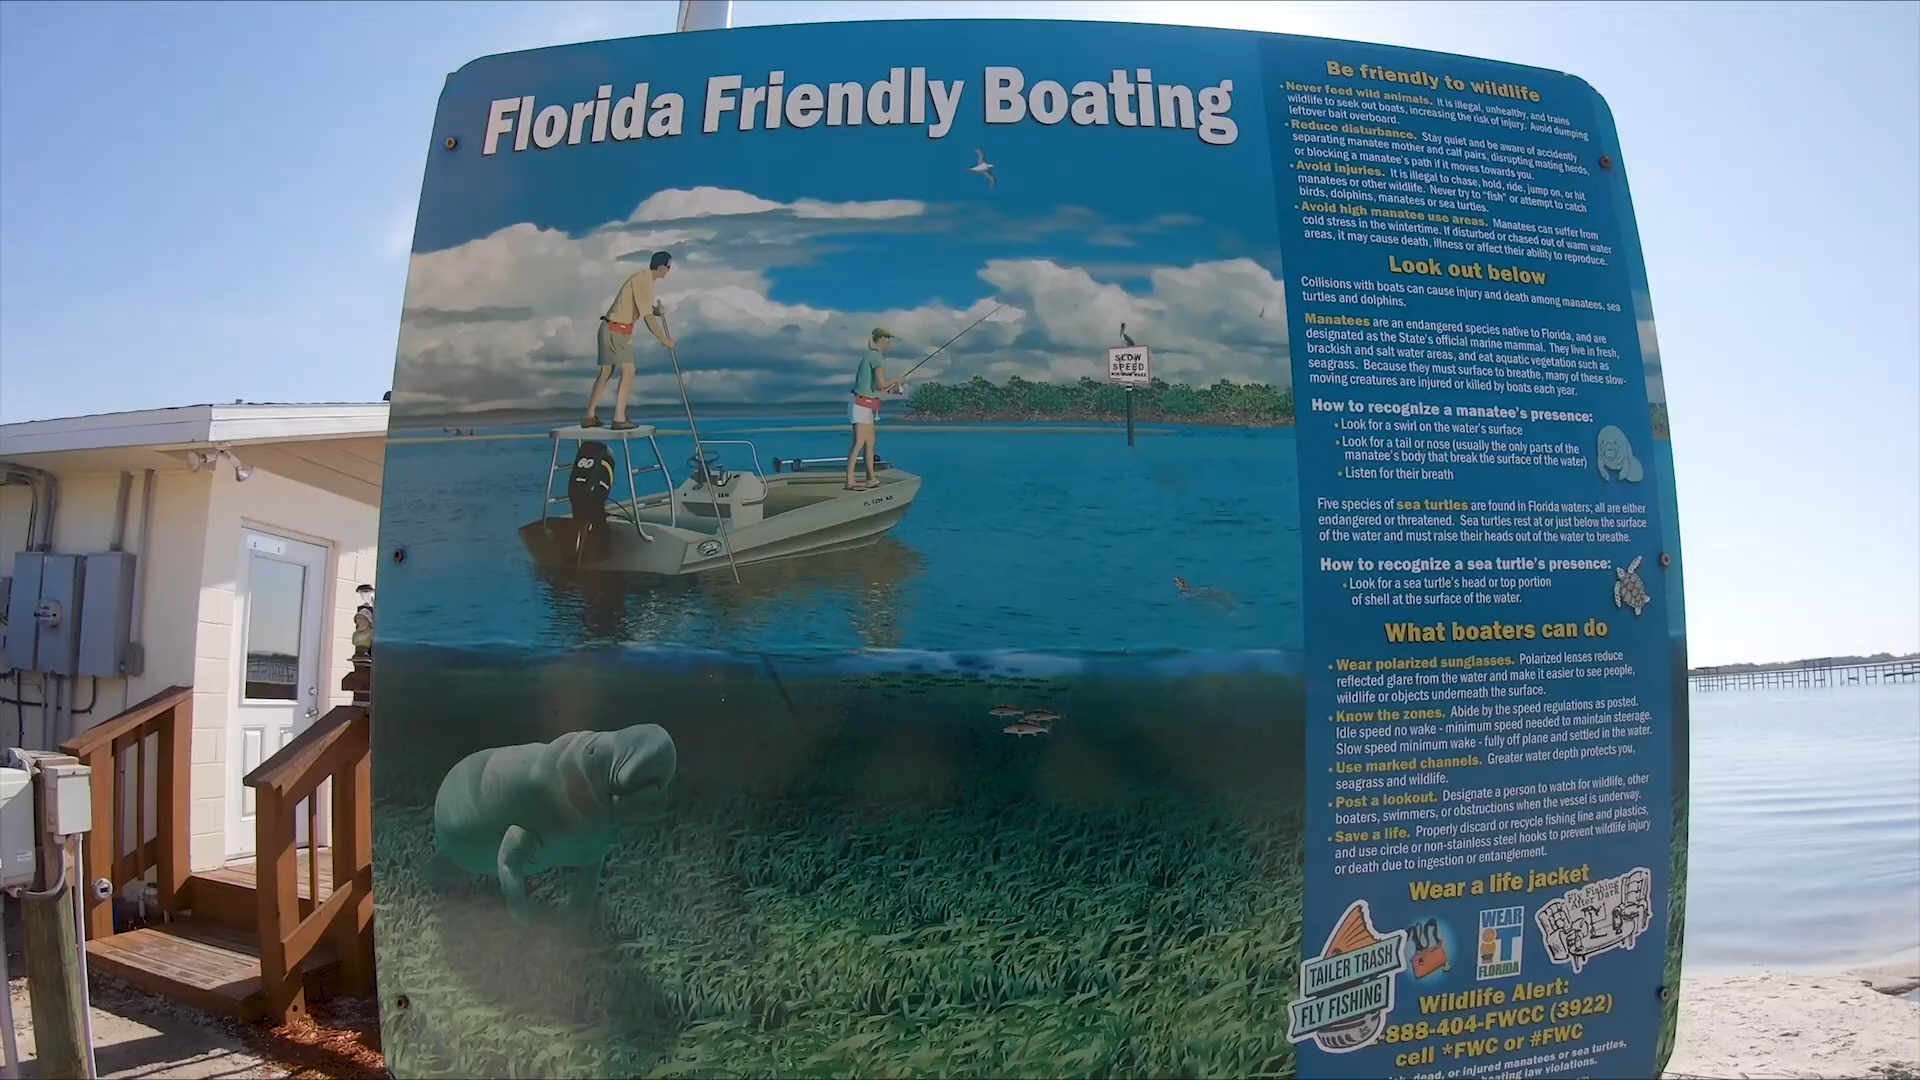 Florida Friendly Boating
SLOW
SPEED
MINIMUM WAKE
60
FL 1234 AB
Be friendly to wildlife
• Never feed wild animals. It is illegal, unhealthy, and trains
wildlife to seek out boats, increasing the risk of injury. Avoid dumping
leftover bait overboard.
• Reduce disturbance. Stay quiet and be aware of accidently
separating manatee mother and calf pairs, disrupting mating herds,
or blocking a manatee's path if it moves towards you.
• Avoid injuries. It is illegal to chase, hold, ride, jump on, or hit
manatees or other wildlife. Never try to "fish" or attempt to catch
birds, dolphins, manatees or sea turtles.
• Avoid high manatee use areas. Manatees can suffer from
cold stress in the wintertime. If disturbed or chased out of warm water
areas, it may cause death, illness or affect their ability to reproduce.
Look out below
Collisions with boats can cause injury and death among manatees, sea
turtles and dolphins.
Manatees are an endangered species native to Florida, and are
designated as the State's official marine mammal. They live in fresh,
brackish and salt water areas, and eat aquatic vegetation such as
seagrass. Because they must surface to breathe, many of these slow-
moving creatures are injured or killed by boats each year.
How to recognize a manatee's presence:
• Look for a swirl on the water's surface
• Look for a tail or nose (usually the only parts of the
manatee's body that break the surface of the water)
• Listen for their breath
Five species of sea turtles are found in Florida waters; all are either
endangered or threatened. Sea turtles rest at or just below the surface
of the water and must raise their heads out of the water to breathe.
How to recognize a sea turtle's presence:
• Look for a sea turtle's head or top portion
of shell at the surface of the water.
What boaters can do
• Wear polarized sunglasses. Polarized lenses reduce
reflected glare from the water and make it easier to see people,
wildlife or objects underneath the surface.
• Know the zones. Abide by the speed regulations as posted.
Idle speed no wake - minimum speed needed to maintain steerage.
Slow speed minimum wake - fully off plane and settled in the water.
• Use marked channels. Greater water depth protects you,
seagrass and wildlife.
• Post a lookout. Designate a person to watch for wildlife, other
boaters, swimmers, or obstructions when the vessel is underway.
• Save a life. Properly discard or recycle fishing line and plastics,
and use circle or non-stainless steel hooks to prevent wildlife injury
or death due to ingestion or entanglement.
Wear a life jacket
TAILER TRASH
FLY FISHING
WEAR
iT
FLORIDA
Fly Fishing
After Dark
Wildlife Alert:
888-404-FWCC (3922)
cell *FWC or #FWC
dead, or injured manatees or sea turtles,
boating law violations.